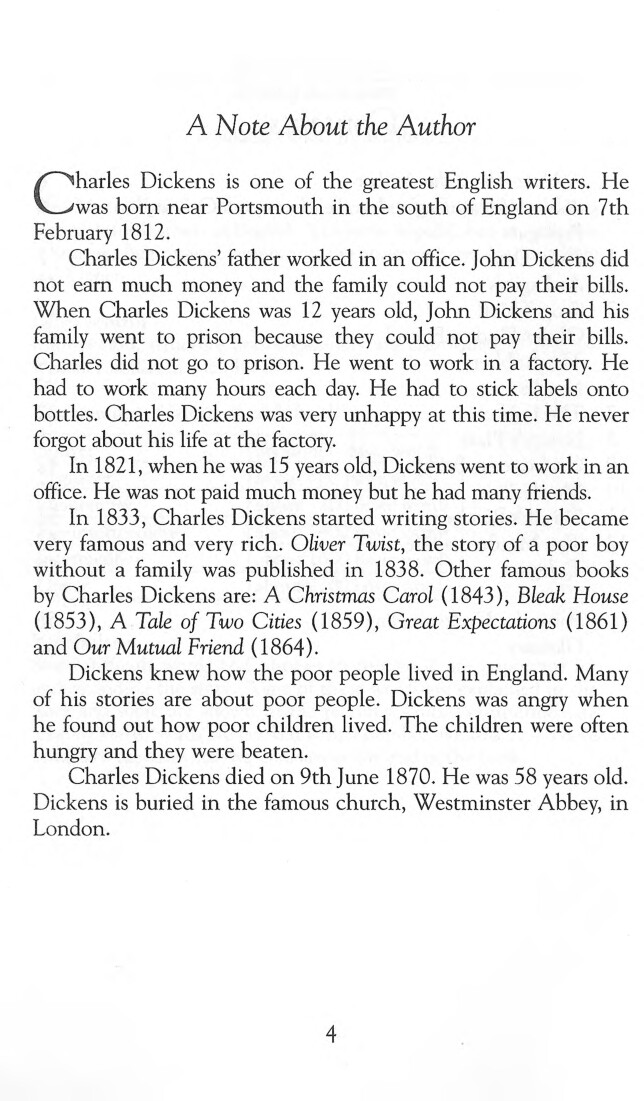 A Note About the Author
Charles Dickens is one of the greatest English writers. He
was born near Portsmouth in the south of England on 7th
February 1812.
Charles Dickens' father worked in an office. John Dickens did
not earn much money and the family could not pay their bills.
When Charles Dickens was 12 years old, John Dickens and his
family went to prison because they could not pay their bills.
Charles did not go to prison. He went to work in a factory. He
had to work many hours each day. He had to stick labels onto
bottles. Charles Dickens was very unhappy at this time. He never
forgot about his life at the factory.
In 1821, when he was 15 years old, Dickens went to work in an
office. He was not paid much money but he had many friends.
In 1833, Charles Dickens started writing stories. He became
very famous and very rich. Oliver Twist, the story of a poor boy
without a family was published in 1838. Other famous books
by Charles Dickens are: A Christmas Carol (1843), Bleak House
(1853), A Tale of Two Cities (1859), Great Expectations (1861)
and Our Mutual Friend (1864).
Dickens knew how the poor people lived in England. Many
of his stories are about poor people. Dickens was angry when
he found out how poor children lived. The children were often
hungry and they were beaten.
Charles Dickens died on 9th June 1870. He was 58 years old.
Dickens is buried in the famous church, Westminster Abbey, in
London.
4